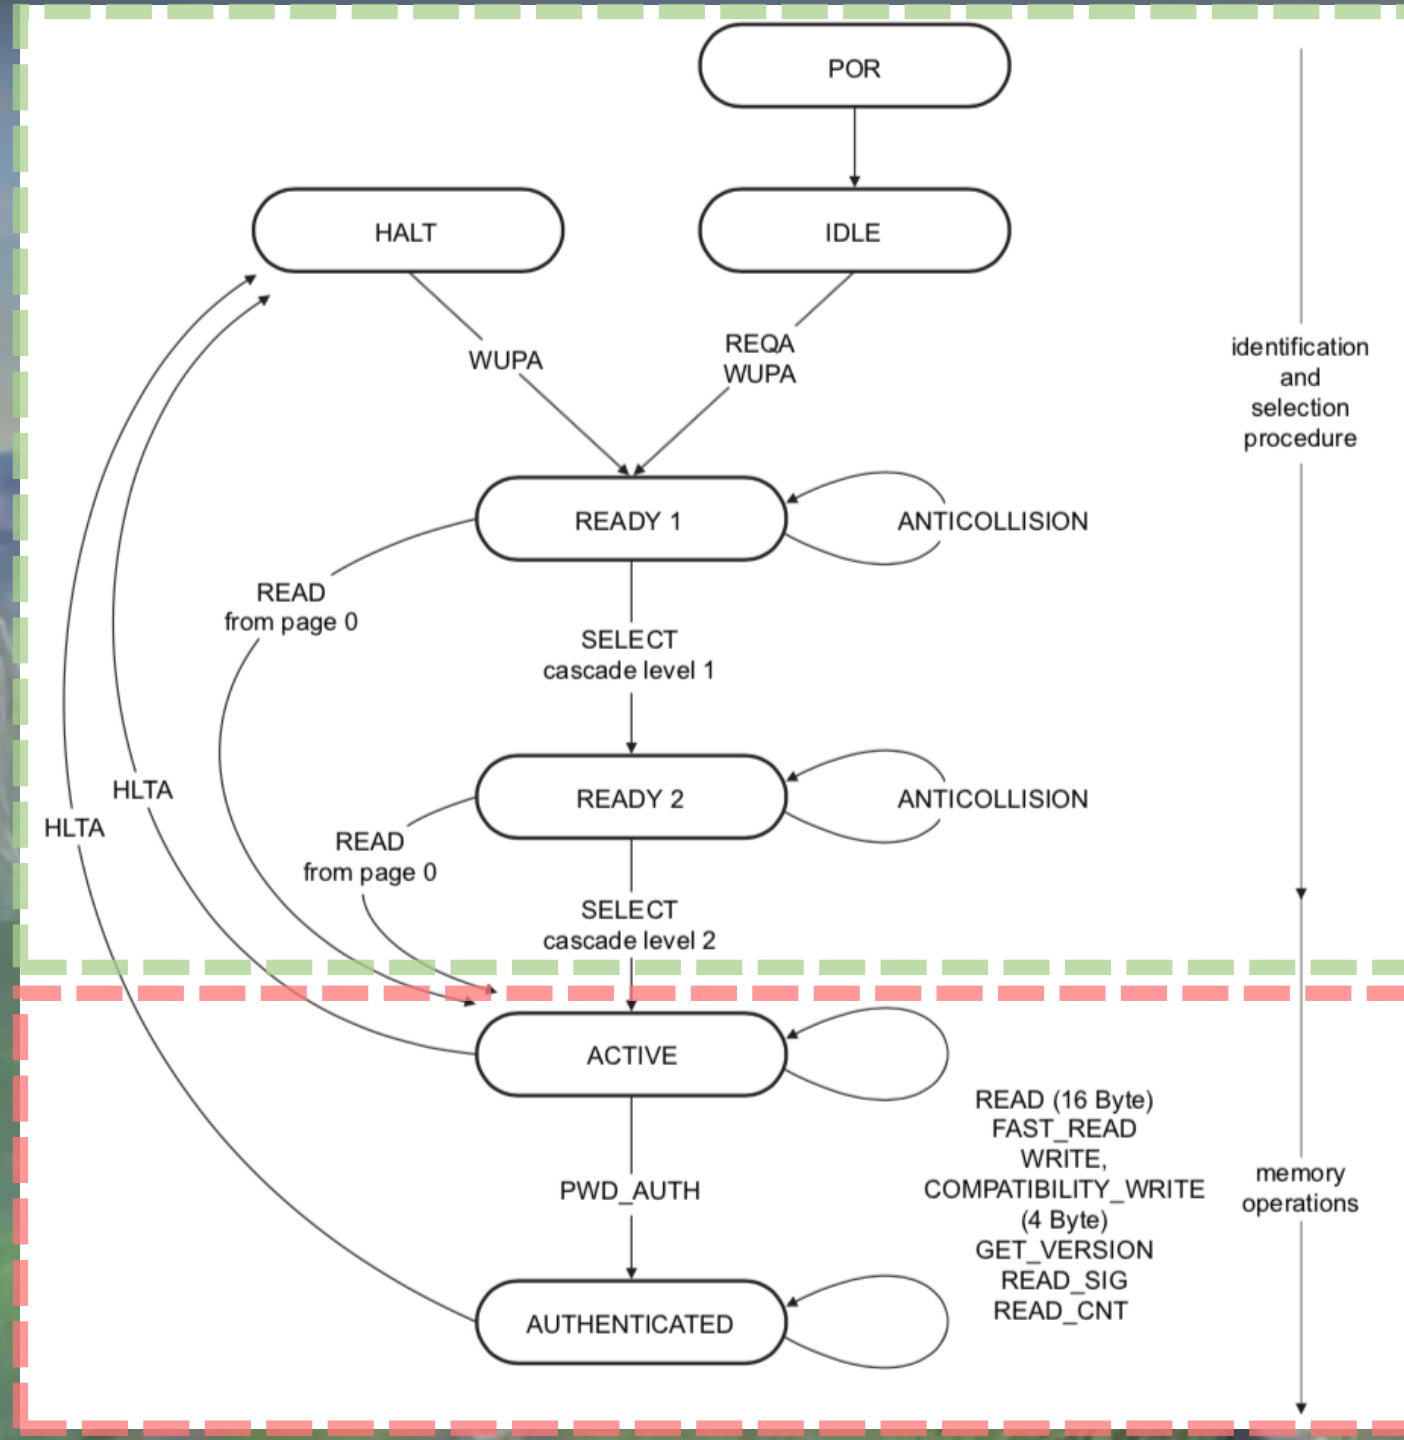 POR
HALT
IDLE
WUPA
REQA
WUPA
identification
and
selection
procedure
READY 1
ANTICOLLISION
READ
from page 0
SELECT
cascade level 1
HLTA
HLTA
READY 2
ANTICOLLISION
READ
from page 0
SELECT
cascade level 2
ACTIVE
READ (16 Byte)
FAST_READ
WRITE,
COMPATIBILITY_WRITE
(4 Byte)
GET_VERSION
READ_SIG
READ_CNT
memory
operations
PWD_AUTH
AUTHENTICATED